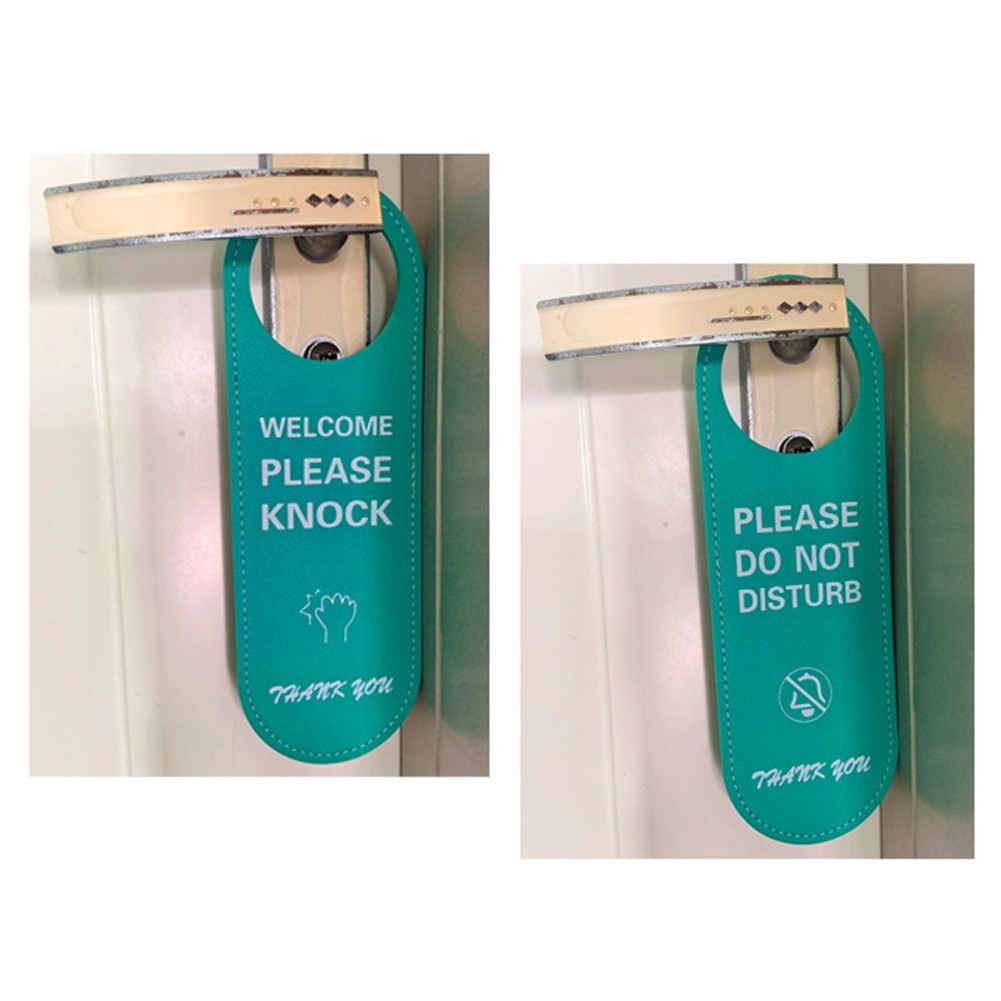 WELCOME
PLEASE
KNOCK
THANK YOU
PLEASE
DO NOT
DISTURB
THANK YOU